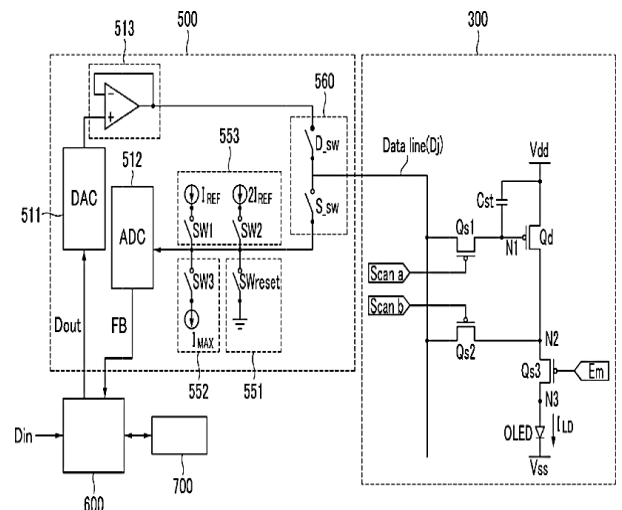 500
300
513
560
553
D_sw
Data line(Dj)
Vdd
512
DAC
511
ADC
IREF
2IREF
S_sw
Cst
SW1
SW2
Qs1
N1
Qd
Scan a
SW3
SWreset
Scan b
Dout
FB
IMAX
N2
Qs2
552
551
Qs3
Em
N3
Din
OLED
ILD
Vss
600
700